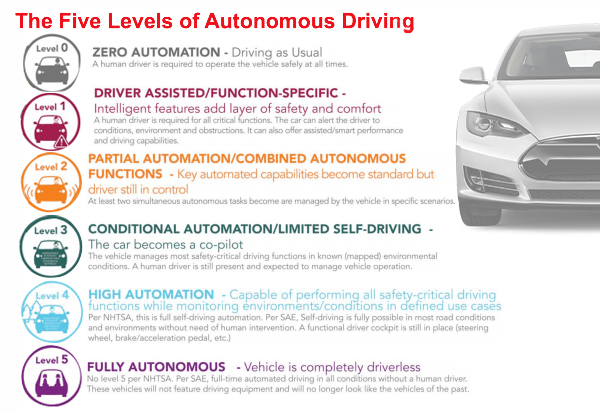 The Five Levels of Autonomous Driving
Level 0
ZERO AUTOMATION - Driving as Usual
A human driver is required to operate the vehicle safely at all times.
Level 1
DRIVER ASSISTED/FUNCTION-SPECIFIC -
Intelligent features add layer of safety and comfort
A human driver is required for all critical functions. The car can alert the driver to
conditions, environment and obstructions. It can also offer assisted/smart performance
and driving capabilities.
Level 2
PARTIAL AUTOMATION/COMBINED AUTONOMOUS
FUNCTIONS - Key automated capabilities become standard but
driver still in control
At least two simultaneous autonomous tasks become are managed by the vehicle in specific scenarios.
Level 3
CONDITIONAL AUTOMATION/LIMITED SELF-DRIVING -
The car becomes a co-pilot
The vehicle manages most safety-critical driving functions in known (mapped) environmental
conditions. A human driver is still present and expected to manage vehicle operation.
Level 4
HIGH AUTOMATION - Capable of performing all safety-critical driving
functions while monitoring environments/conditions in defined use cases
Per NHTSA, this is full self-driving automation. Per SAE, Self-driving is fully possible in most road conditions
and environments without need of human intervention. A functional driver cockpit is still in place (steering
wheel, brake/acceleration pedal, etc.)
Level 5
FULLY AUTONOMOUS - Vehicle is completely driverless
No level 5 per NHTSA. Per SAE, full-time automated driving in all conditions without a human driver.
These vehicles will not feature driving equipment and will no longer look like the vehicles of the past.